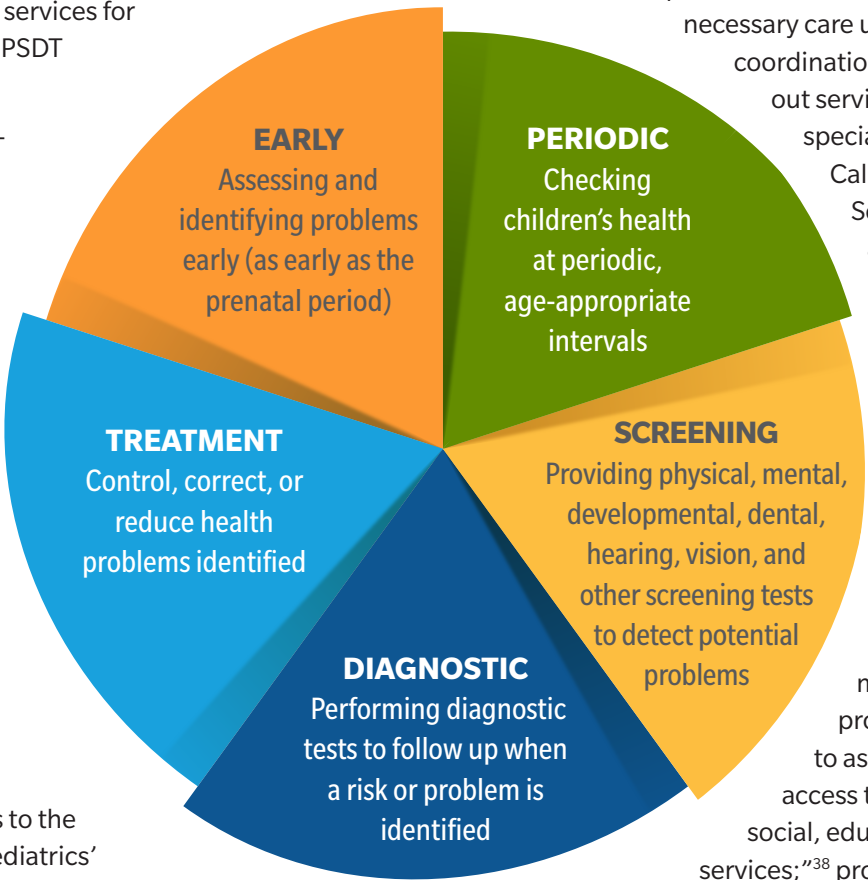 services for
PSDT
necessary care
coordinatio
out servi
specia
Cal
EARLY
Assessing and
identifying problems
early (as early as the
prenatal period)
PERIODIC
Checking
children’s health
at periodic,
age-appropriate
intervals
SCREENING
Providing physical, mental,
developmental, dental,
hearing, vision, and
other screening tests
to detect potential
problems
DIAGNOSTIC
Performing diagnostic
tests to follow up when
a risk or problem is
identified
TREATMENT
Control, correct, or
reduce health
problems identified
s to the
ediatrics’
pro
to as
access t
social, edu
services;”38 pro